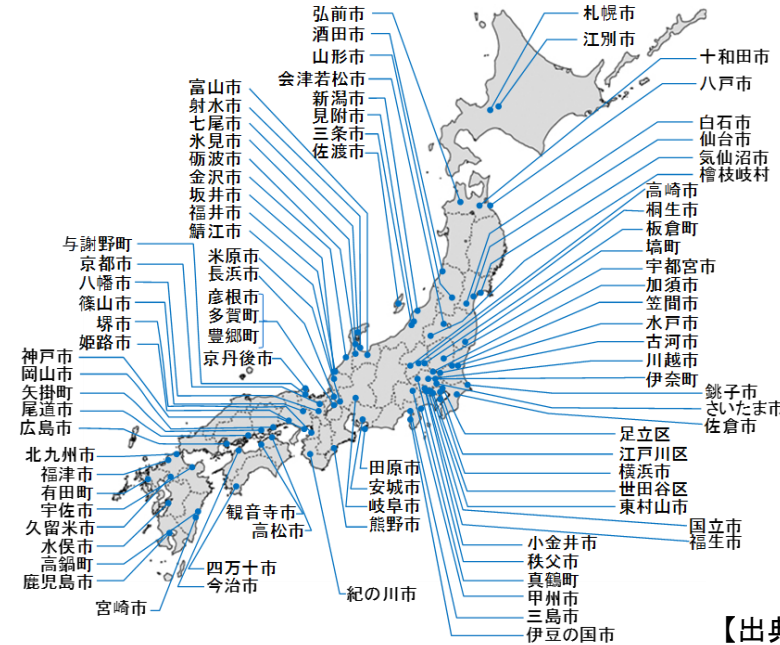 弘前市
酒田市
山形市
会津若松市
新潟市
見附市
三条市
佐渡市
札幌市
江別市
十和田市
八戸市
白石市
仙台市
気仙沼市
檜枝岐村
高崎市
桐生市
板倉町
塙町
宇都宮市
加須市
笠間市
水戸市
古河市
川越市
伊奈町
銚子市
さいたま市
佐倉市
富山市
射水市
七尾市
氷見市
砺波市
金沢市
坂井市
福井市
鯖江市
与謝野町
京都市
八幡市
篠山市
堺市
姫路市
米原市
長浜市
彦根市
多賀町
豊郷町
京丹後市
神戸市
岡山市
矢掛町
尾道市
広島市
北九州市
福津市
有田町
宇佐市
久留米市
水俣市
高鍋町
鹿児島市
宮崎市
四万十市
今治市
観音寺市
高松市
紀の川市
田原市
安城市
岐阜市
熊野市
足立区
江戸川区
横浜市
世田谷区
東村山市
国立市
福生市
小金井市
秩父市
真鶴町
甲州市
三島市
伊豆の国市
【出典